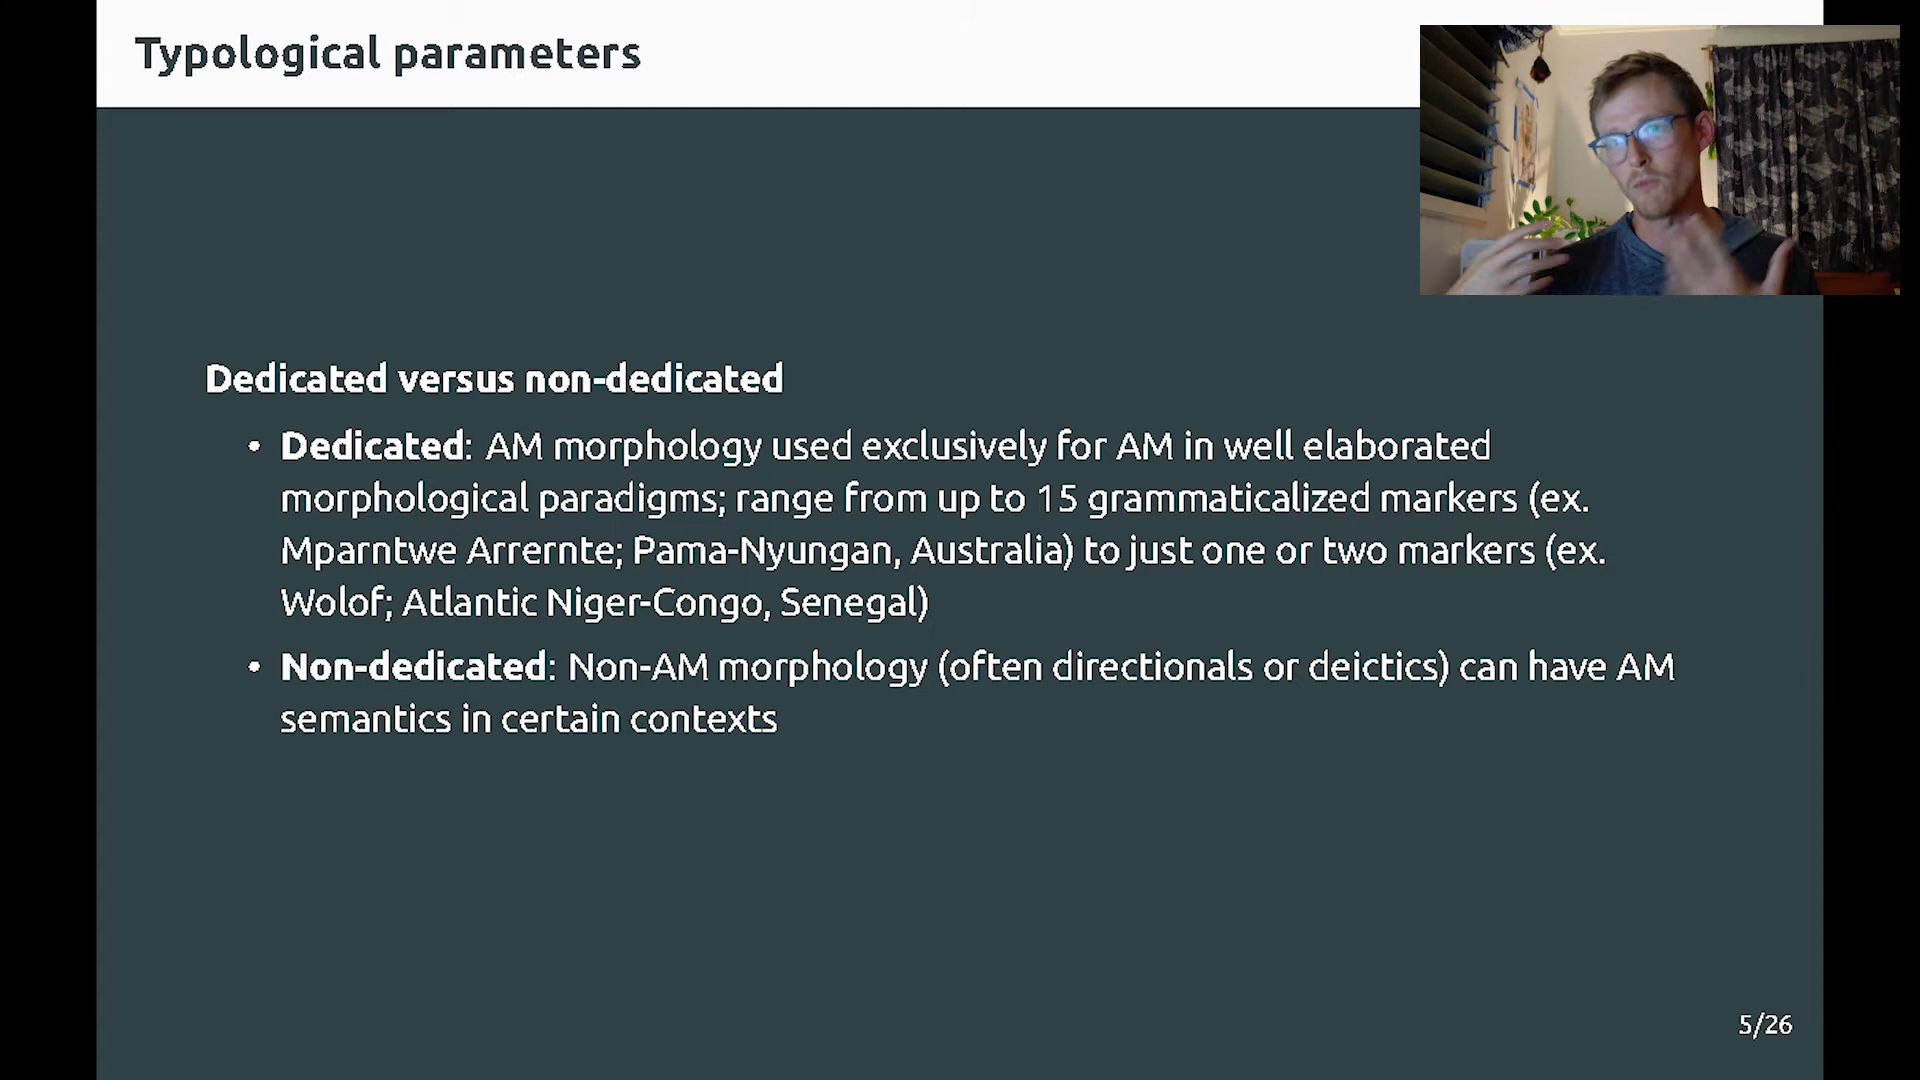 Typological parameters
Dedicated versus non-dedicated
• Dedicated: AM morphology used exclusively for AM in well elaborated
morphological paradigms; range from up to 15 grammaticalized markers (ex.
Mparntwe Arrernte; Pama-Nyungan, Australia) to just one or two markers (ex.
Wolof; Atlantic Niger-Congo, Senegal)
• Non-dedicated: Non-AM morphology (often directionals or deictics) can have AM
semantics in certain contexts
5/26